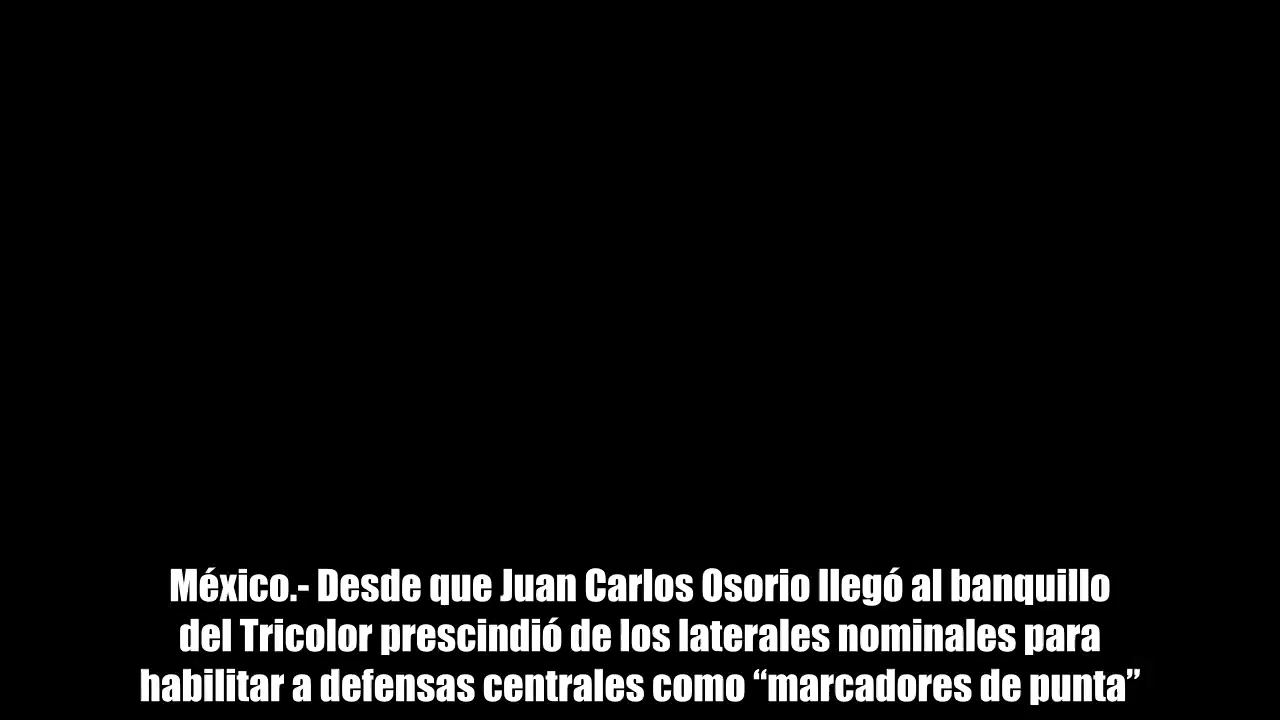 México.- Desde que Juan Carlos Osorio llegó al banquillo
del Tricolor prescindió de los laterales nominales para
habilitar a defensas centrales como “marcadores de punta”